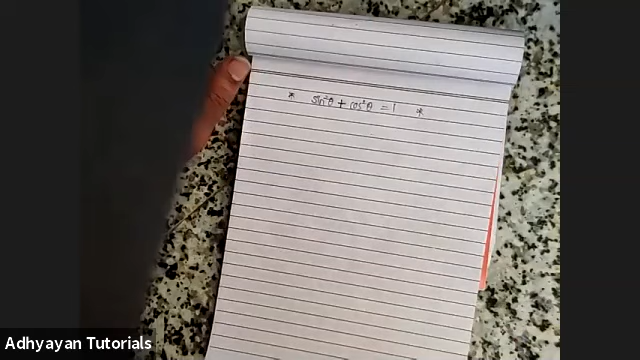 * sin²θ + cos²θ = 1 *
Adhyayan Tutorials